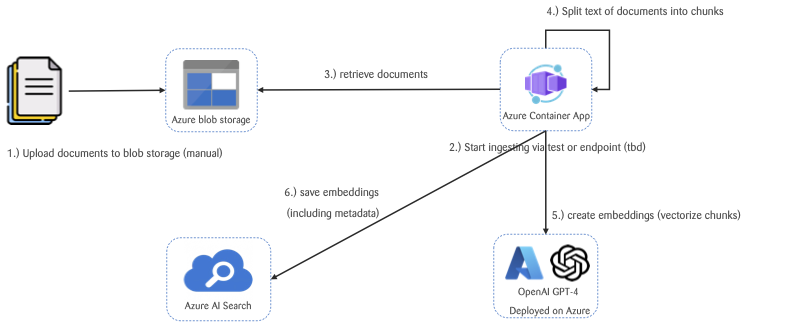 4.) Split text of documents into chunks
3.) retrieve documents
Azure blob storage
Azure Container App
1.) Upload documents to blob storage (manual)
2.) Start ingesting via test or endpoint (tbd)
6.) save embeddings
(including metadata)
5.) create embeddings (vectorize chunks)
Azure AI Search
OpenAI GPT-4
Deployed on Azure